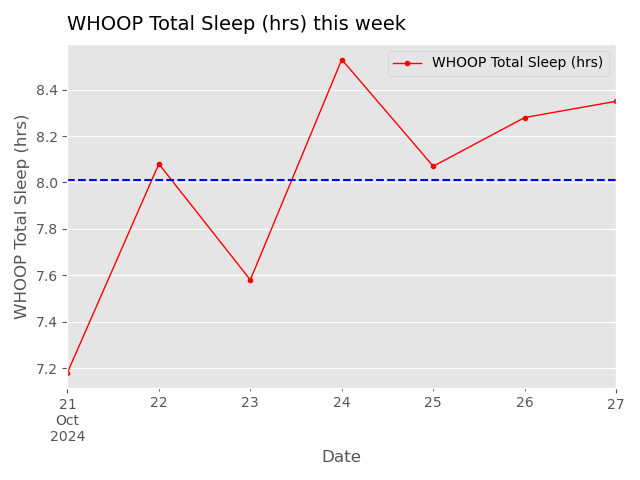 WHOOP Total Sleep (hrs) this week
WHOOP Total Sleep (hrs)
WHOOP Total Sleep (hrs)
8.4
8.2
8.0
7.8
7.6
7.4
7.2
21 22 23 24 25 26 27
Oct
2024
Date